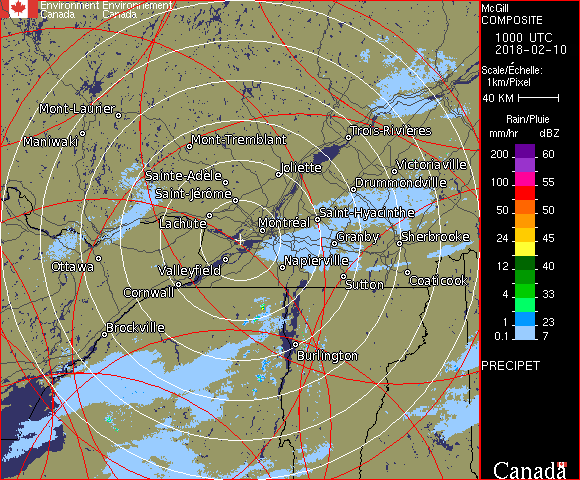 Environment Environnement
Canada Canada
McGill
COMPOSITE
1000 UTC
2018-02-10
Scale/Échelle:
1km/Pixel
40 KM
Rain/Pluie
mm/hr dBZ
200 60
100 55
50 50
24 45
12 40
4 33
1 23
0.1 7
PRECIPET
Mont-Laurier
Maniwaki
Mont-Tremblant
Trois-Rivières
Joliette
Victoriaville
Sainte-Adèle
Drummondville
Saint-Jérôme
Saint-Hyacinthe
Lachute
Montréal
Granby
Sherbrooke
Ottawa
Valleyfield
Napierville
Cornwall
Sutton
Coaticook
Brockville
Burlington
Canada